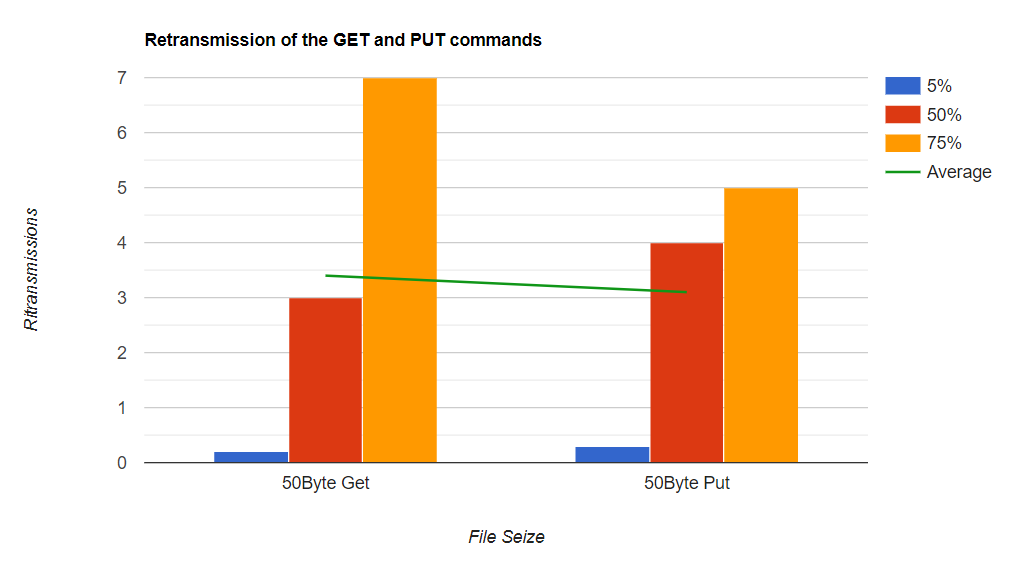 Retransmission of the GET and PUT commands
7
6
5
4
3
2
1
0
Ritransmissions
50Byte Get
50Byte Put
File Seize
5%
50%
75%
Average